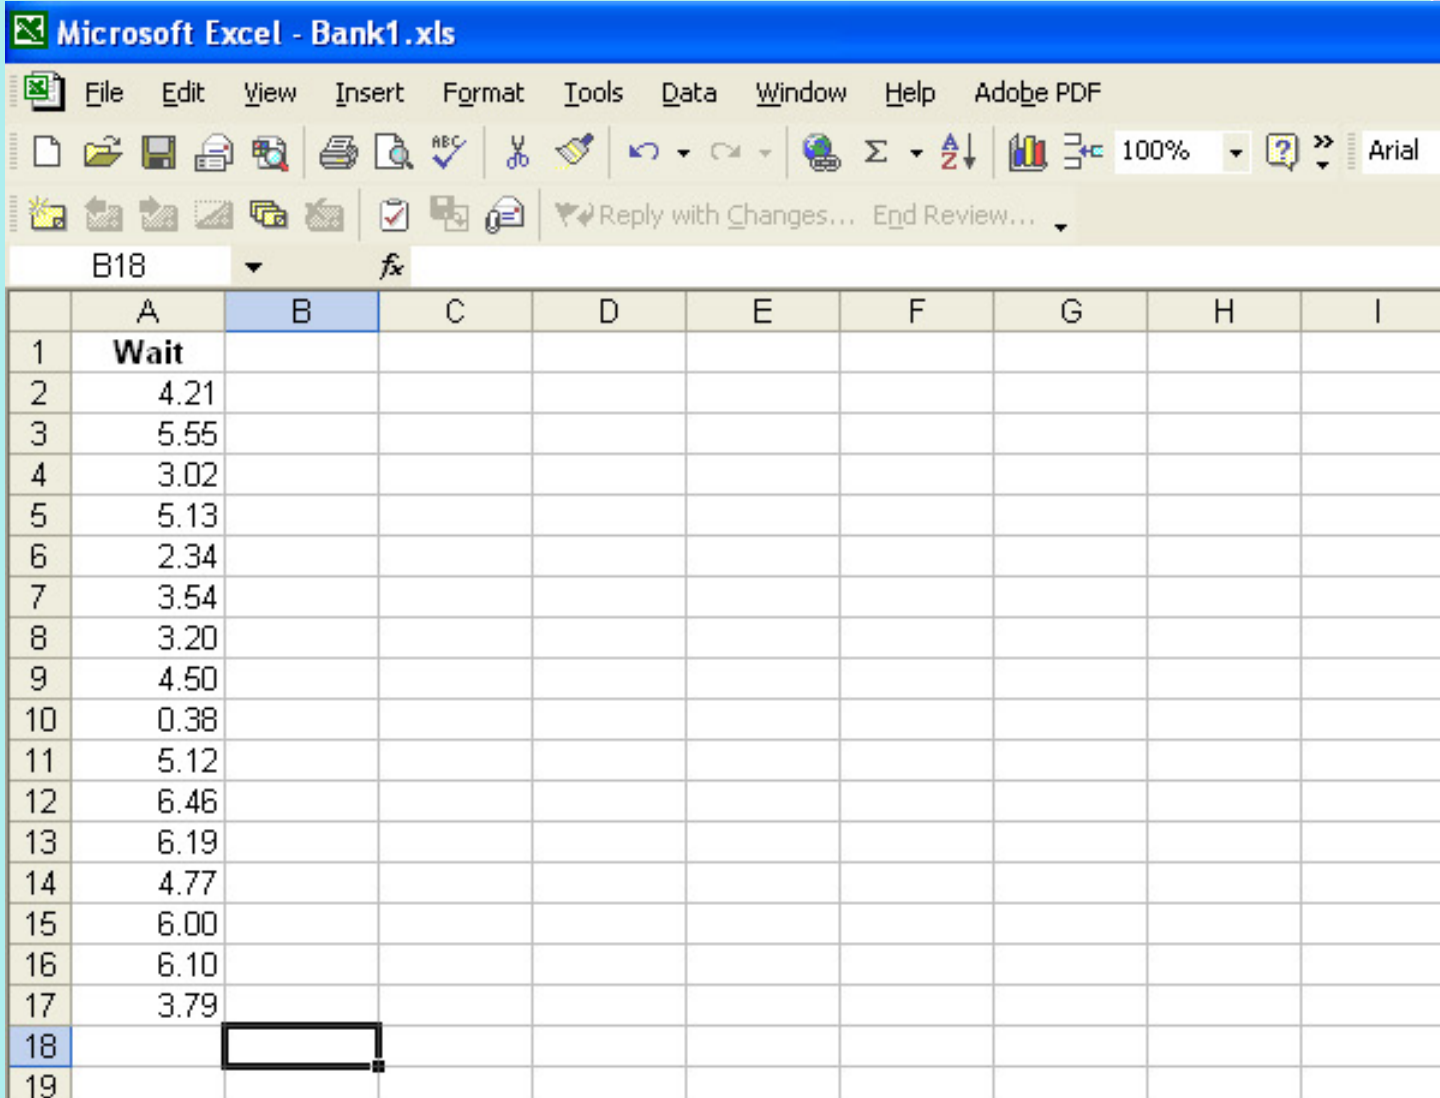 Microsoft Excel - Bank1.xls
File Edit View Insert Format Tools Data Window Help Adobe PDF
ABC Σ A Z 100% ? » Arial
Reply with Changes... End Review...
B18 fx
A B C D E F G H I
1 Wait
2 4.21
3 5.55
4 3.02
5 5.13
6 2.34
7 3.54
8 3.20
9 4.50
10 0.38
11 5.12
12 6.46
13 6.19
14 4.77
15 6.00
16 6.10
17 3.79
18
19